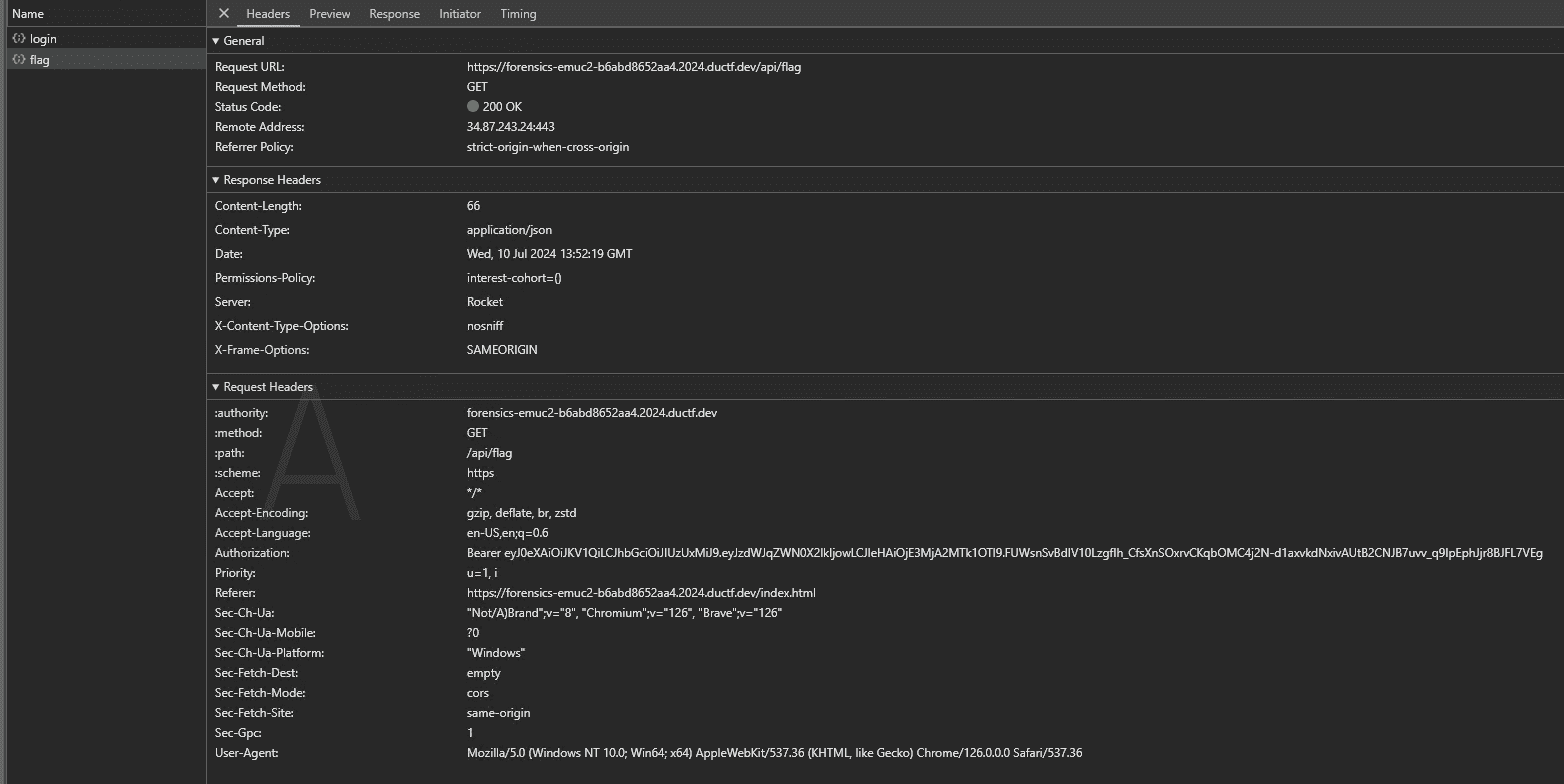 Name
login
flag
Headers Preview Response Initiator Timing
General
Request URL: https://forensics-emuc2-b6abd8652aa4.2024.ductf.dev/api/flag
Request Method: GET
Status Code: 200 OK
Remote Address: 34.87.243.24:443
Referrer Policy: strict-origin-when-cross-origin
Response Headers
Content-Length: 66
Content-Type: application/json
Date: Wed, 10 Jul 2024 13:52:19 GMT
Permissions-Policy: interest-cohort=()
Server: Rocket
X-Content-Type-Options: nosniff
X-Frame-Options: SAMEORIGIN
Request Headers
:authority: forensics-emuc2-b6abd8652aa4.2024.ductf.dev
:method: GET
:path: /api/flag
:scheme: https
Accept: */*
Accept-Encoding: gzip, deflate, br, zstd
Accept-Language: en-US,en;q=0.6
Authorization: Bearer
Priority: u=1, i
Referer: https://forensics-emuc2-b6abd8652aa4.2024.ductf.dev/index.html
Sec-Ch-Ua: "Not/A)Brand";v="8", "Chromium";v="126", "Brave";v="126"
Sec-Ch-Ua-Mobile: ?0
Sec-Ch-Ua-Platform: "Windows"
Sec-Fetch-Dest: empty
Sec-Fetch-Mode: cors
Sec-Fetch-Site: same-origin
Sec-Gpc: 1
User-Agent: Mozilla/5.0 (Windows NT 10.0; Win64; x64) AppleWebKit/537.36 (KHTML, like Gecko) Chrome/126.0.0.0 Safari/537.36
A